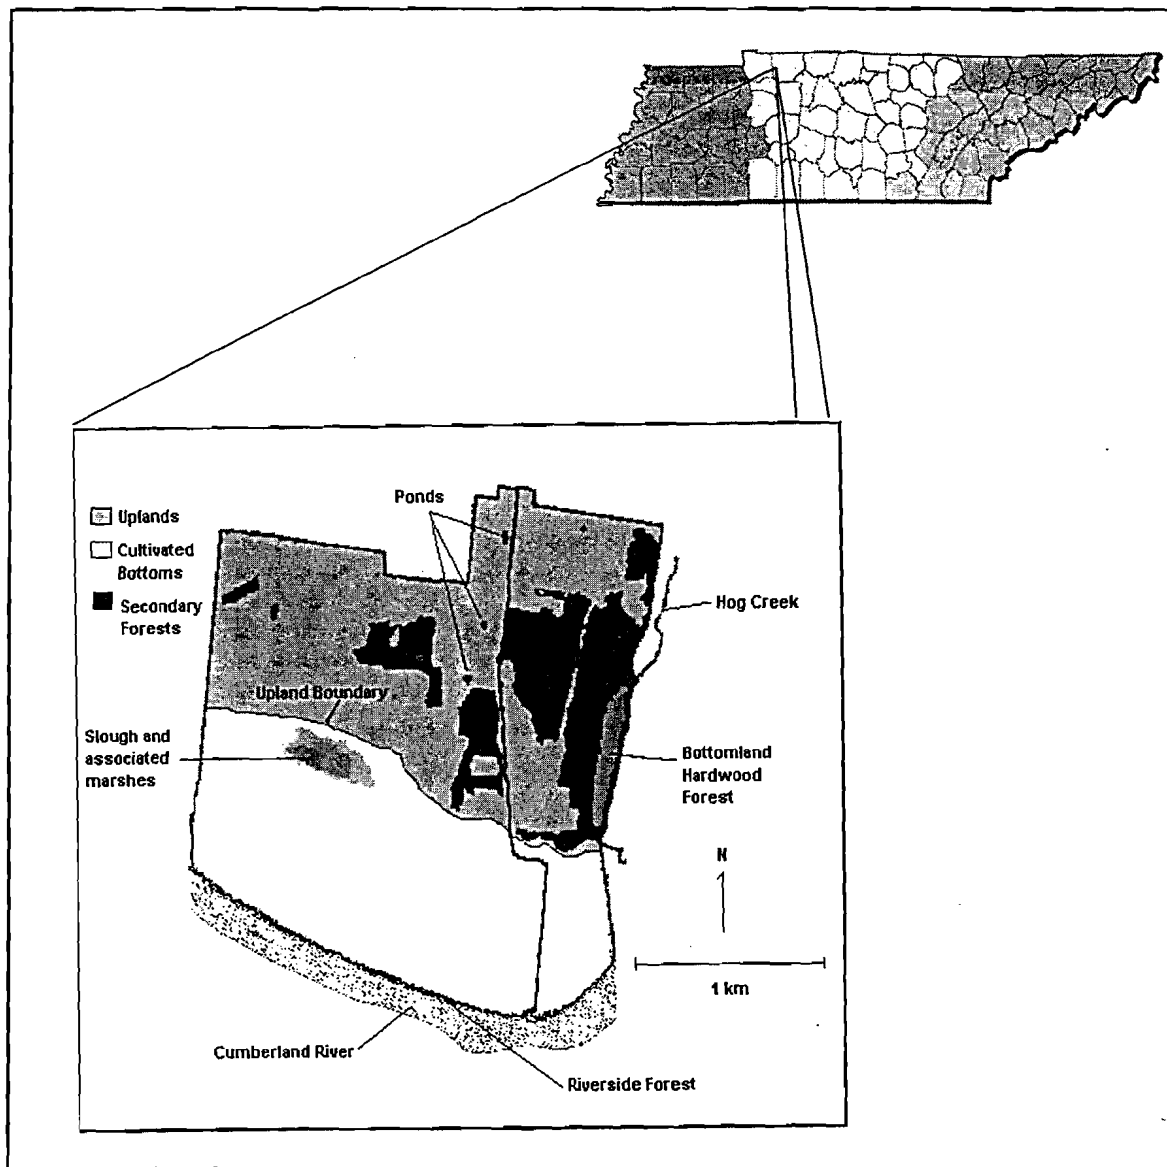 Ponds
Uplands
Cultivated
Bottoms
Secondary
Forests
Hog Creek
Upland Boundary
Slough and
associated
marshes
Bottomland
Hardwood
Forest
N
1 km
Cumberland River
Riverside Forest